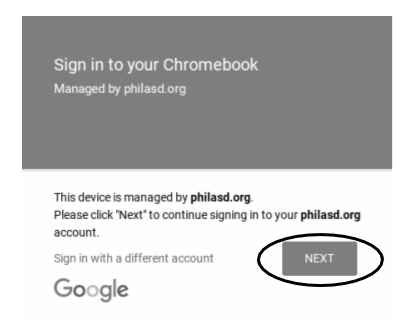 Sign in to your Chromebook
Managed by philasd.org
This device is managed by philasd.org.
Please click "Next" to continue signing in to your philasd.org
account.
Sign in with a different account
NEXT
Google